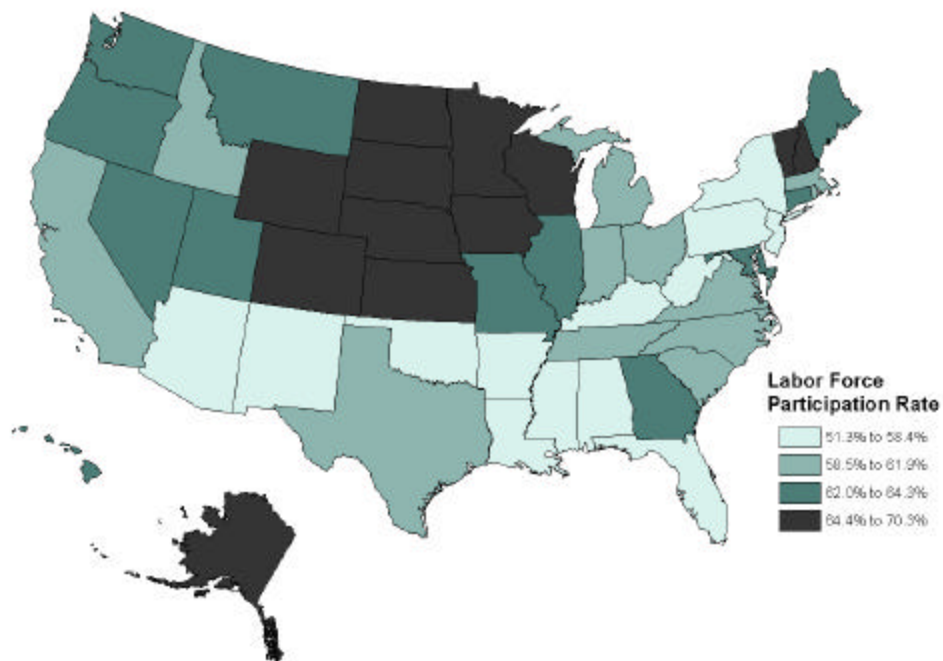 Labor Force
Participation Rate
51.3% to 58.4%
58.5% to 61.9%
62.0% to 64.3%
64.4% to 70.3%